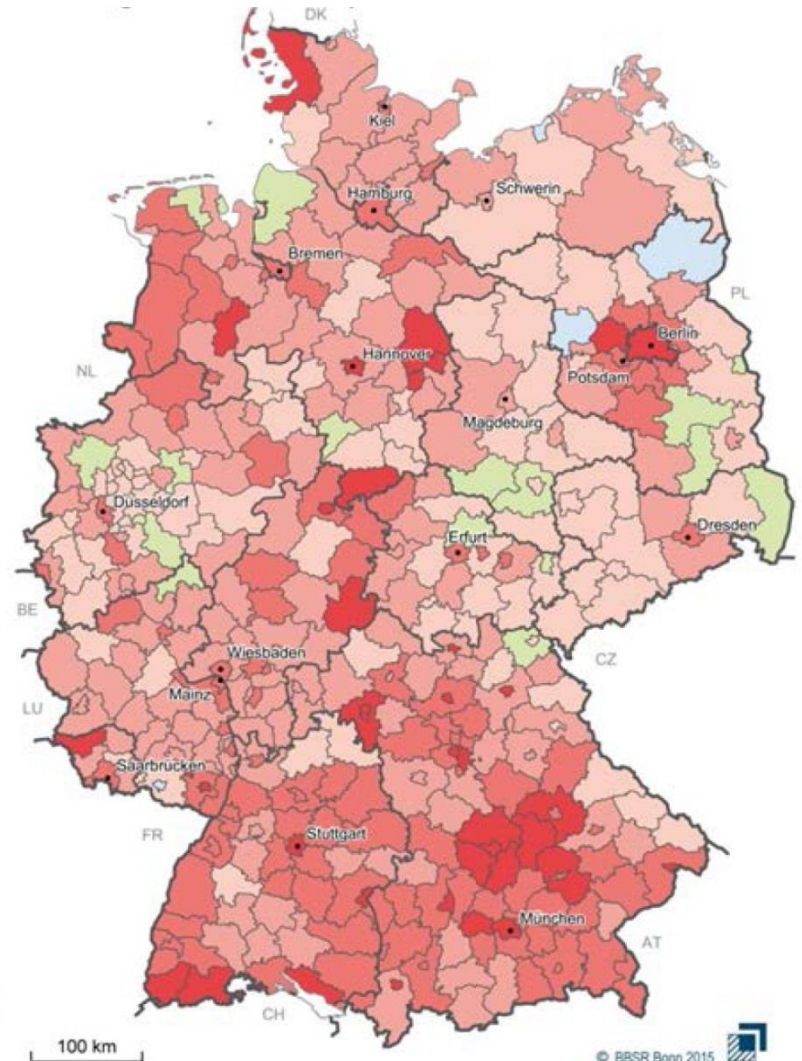 DK
Kiel
Hamburg
Schwerin
Bremen
PL
Hannover
Berlin
NL
Potsdam
Magdeburg
Düsseldorf
Erfurt
Dresden
BE
Wiesbaden
CZ
Mainz
LU
Saarbrücken
FR
Stuttgart
München
AT
CH
100 km
© BBSR Bonn 2015